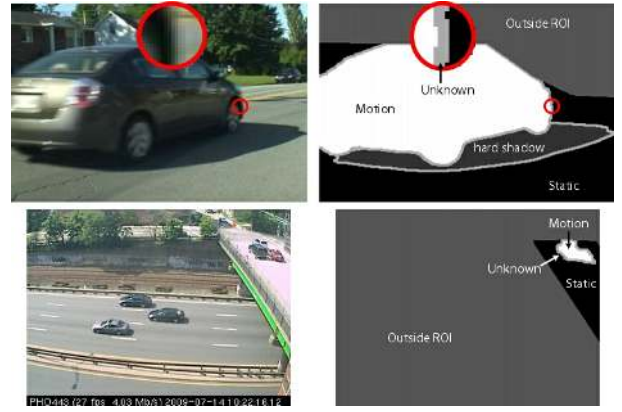 Outside ROI
Unknown
Motion
hard shadow
Static
Motion
Unknown
Static
Outside ROI
PHO443 (27 fps 4.03 Mb/s) 2009-07-14 10:22:16.12